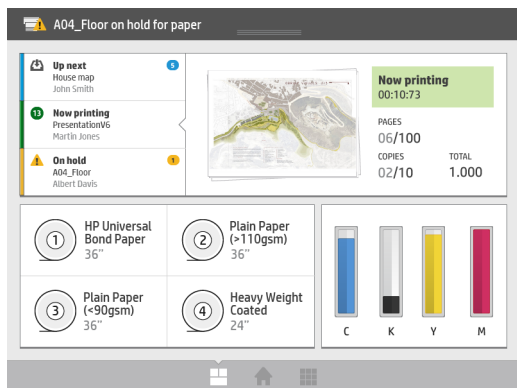 A04_Floor on hold for paper
Up next 5
House map
John Smith
13 Now printing
PresentationV6
Martin Jones
On hold 1
A04_Floor
Albert Davis
Now printing
00:10:73
PAGES
06/100
COPIES TOTAL
02/10 1.000
1 HP Universal
Bond Paper
36"
2 Plain Paper
(>110gsm)
36"
3 Plain Paper
(<90gsm)
36"
4 Heavy Weight
Coated
24"
C K Y M